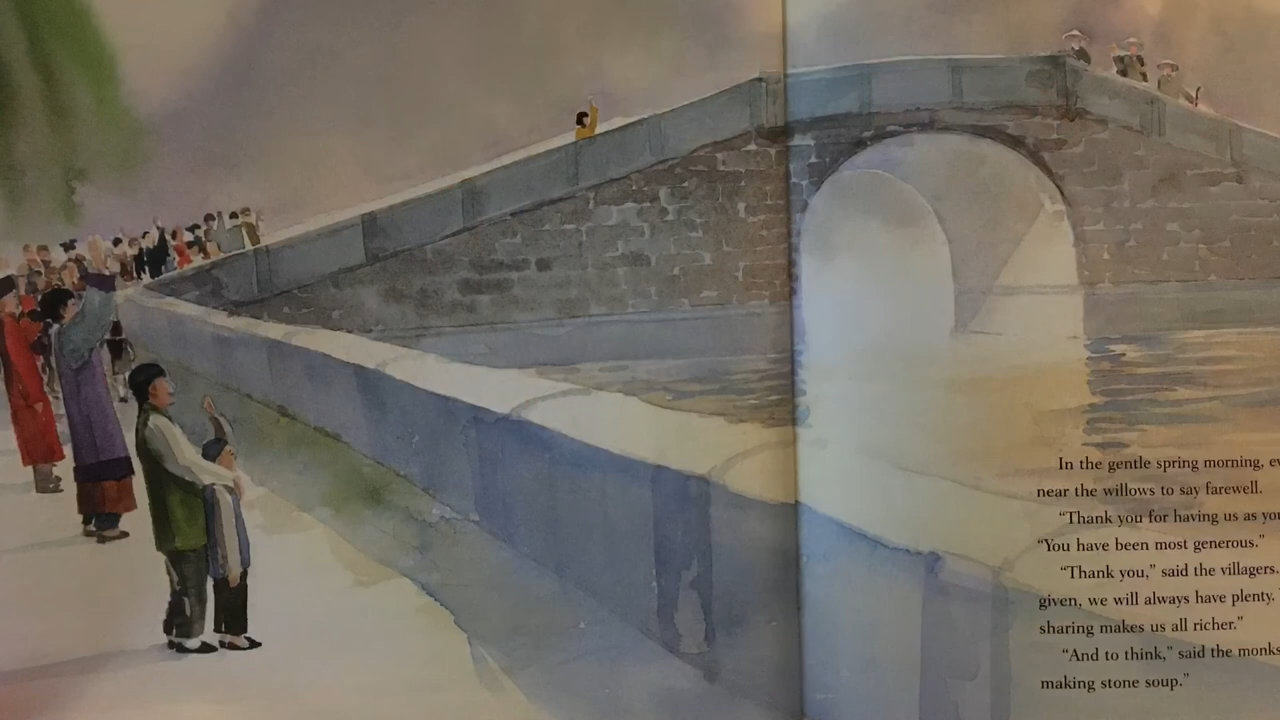 In the gentle spring morning,
near the willows to say farewell.
“Thank you for having us as
“You have been most generous.”
“Thank you,” said the villagers.
given, we will always have plenty.
sharing makes us all richer.”
“And to think,” said the monks
making stone soup.”